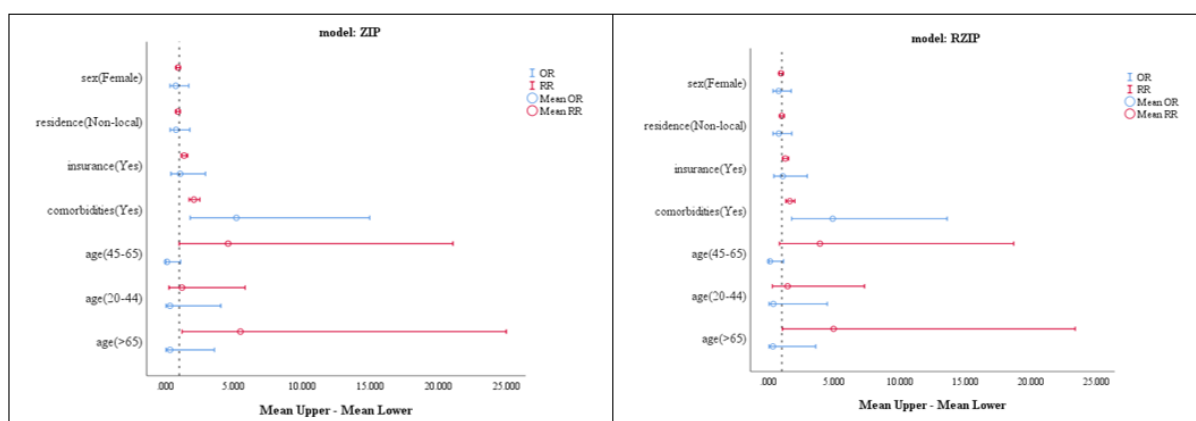 model: ZIP
sex(Female)
residence(Non-local)
insurance(Yes)
comorbidities(Yes)
age(45-65)
age(20-44)
age(>65)
OR
RR
Mean OR
Mean RR
.000 5.000 10.000 15.000 20.000 25.000
Mean Upper - Mean Lower
model: RZIP
sex(Female)
residence(Non-local)
insurance(Yes)
comorbidities(Yes)
age(45-65)
age(20-44)
age(>65)
OR
RR
Mean OR
Mean RR
.000 5.000 10.000 15.000 20.000 25.000
Mean Upper - Mean Lower